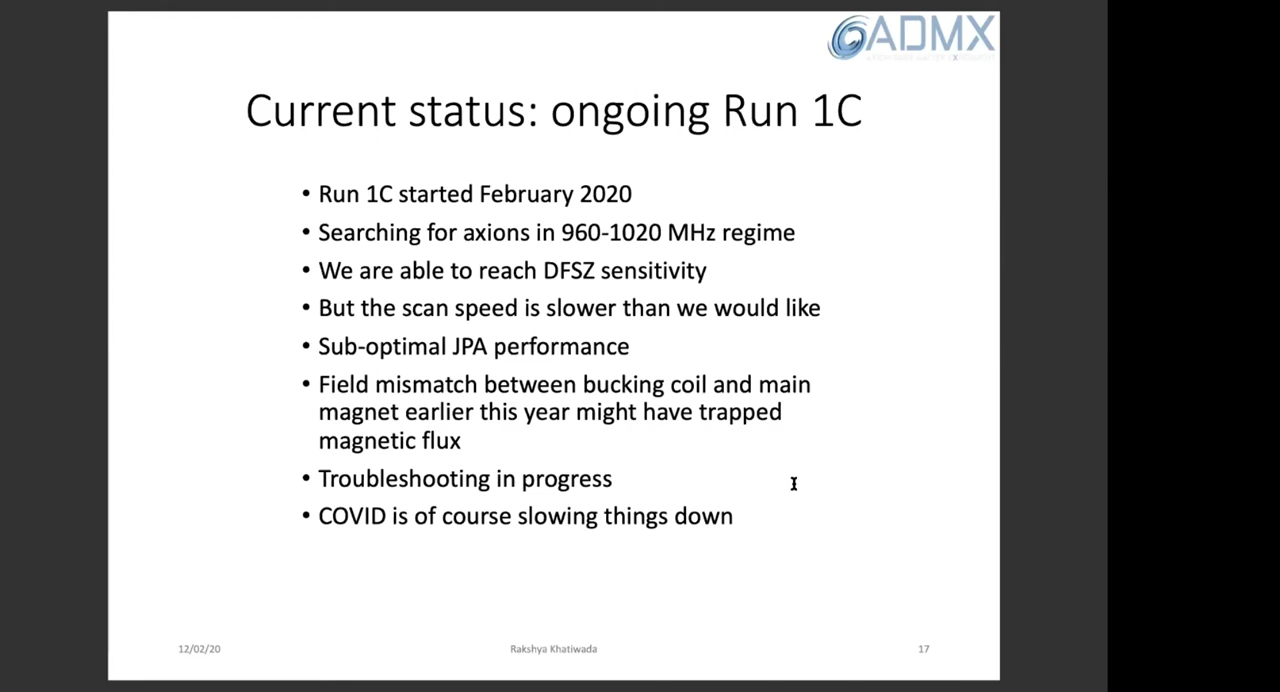 ADMX
Current status: ongoing Run 1C
• Run 1C started February 2020
• Searching for axions in 960-1020 MHz regime
• We are able to reach DFSZ sensitivity
• But the scan speed is slower than we would like
• Sub-optimal JPA performance
• Field mismatch between bucking coil and main
magnet earlier this year might have trapped
magnetic flux
• Troubleshooting in progress
• COVID is of course slowing things down
12/02/20
Rakshya Khatiwada
17